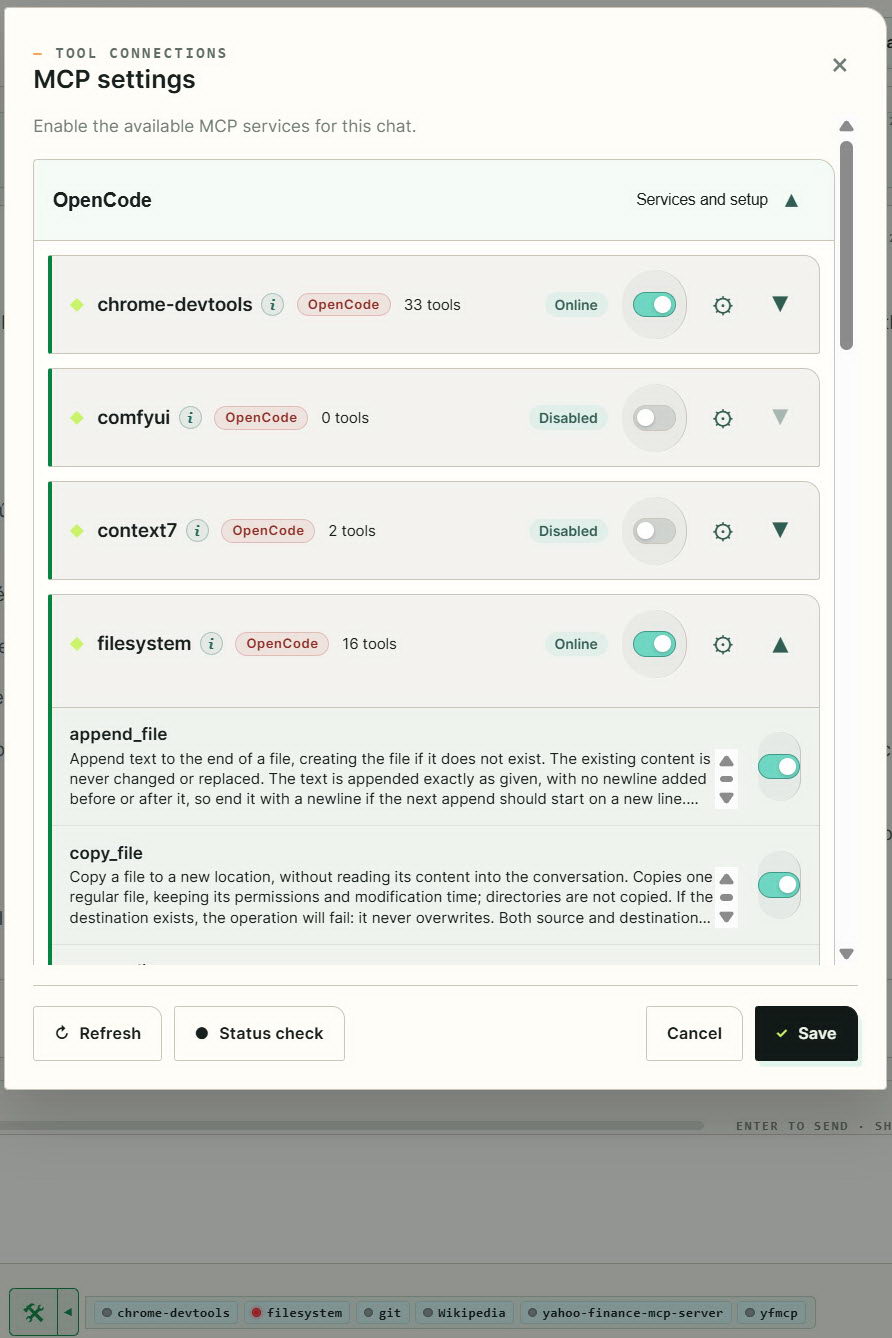 — TOOL CONNECTIONS
MCP settings
Enable the available MCP services for this chat.
OpenCode Services and setup
chrome-devtools i OpenCode 33 tools Online
comfyui i OpenCode 0 tools Disabled
context7 i OpenCode 2 tools Disabled
filesystem i OpenCode 16 tools Online
append_file
Append text to the end of a file, creating the file if it does not exist. The existing content is
never changed or replaced. The text is appended exactly as given, with no newline added
before or after it, so end it with a newline if the next append should start on a new line....
copy_file
Copy a file to a new location, without reading its content into the conversation. Copies one
regular file, keeping its permissions and modification time; directories are not copied. If the
destination exists, the operation will fail: it never overwrites. Both source and destination...
Refresh Status check Cancel Save
ENTER TO SEND · SH
chrome-devtools filesystem git Wikipedia yahoo-finance-mcp-server yfmcp